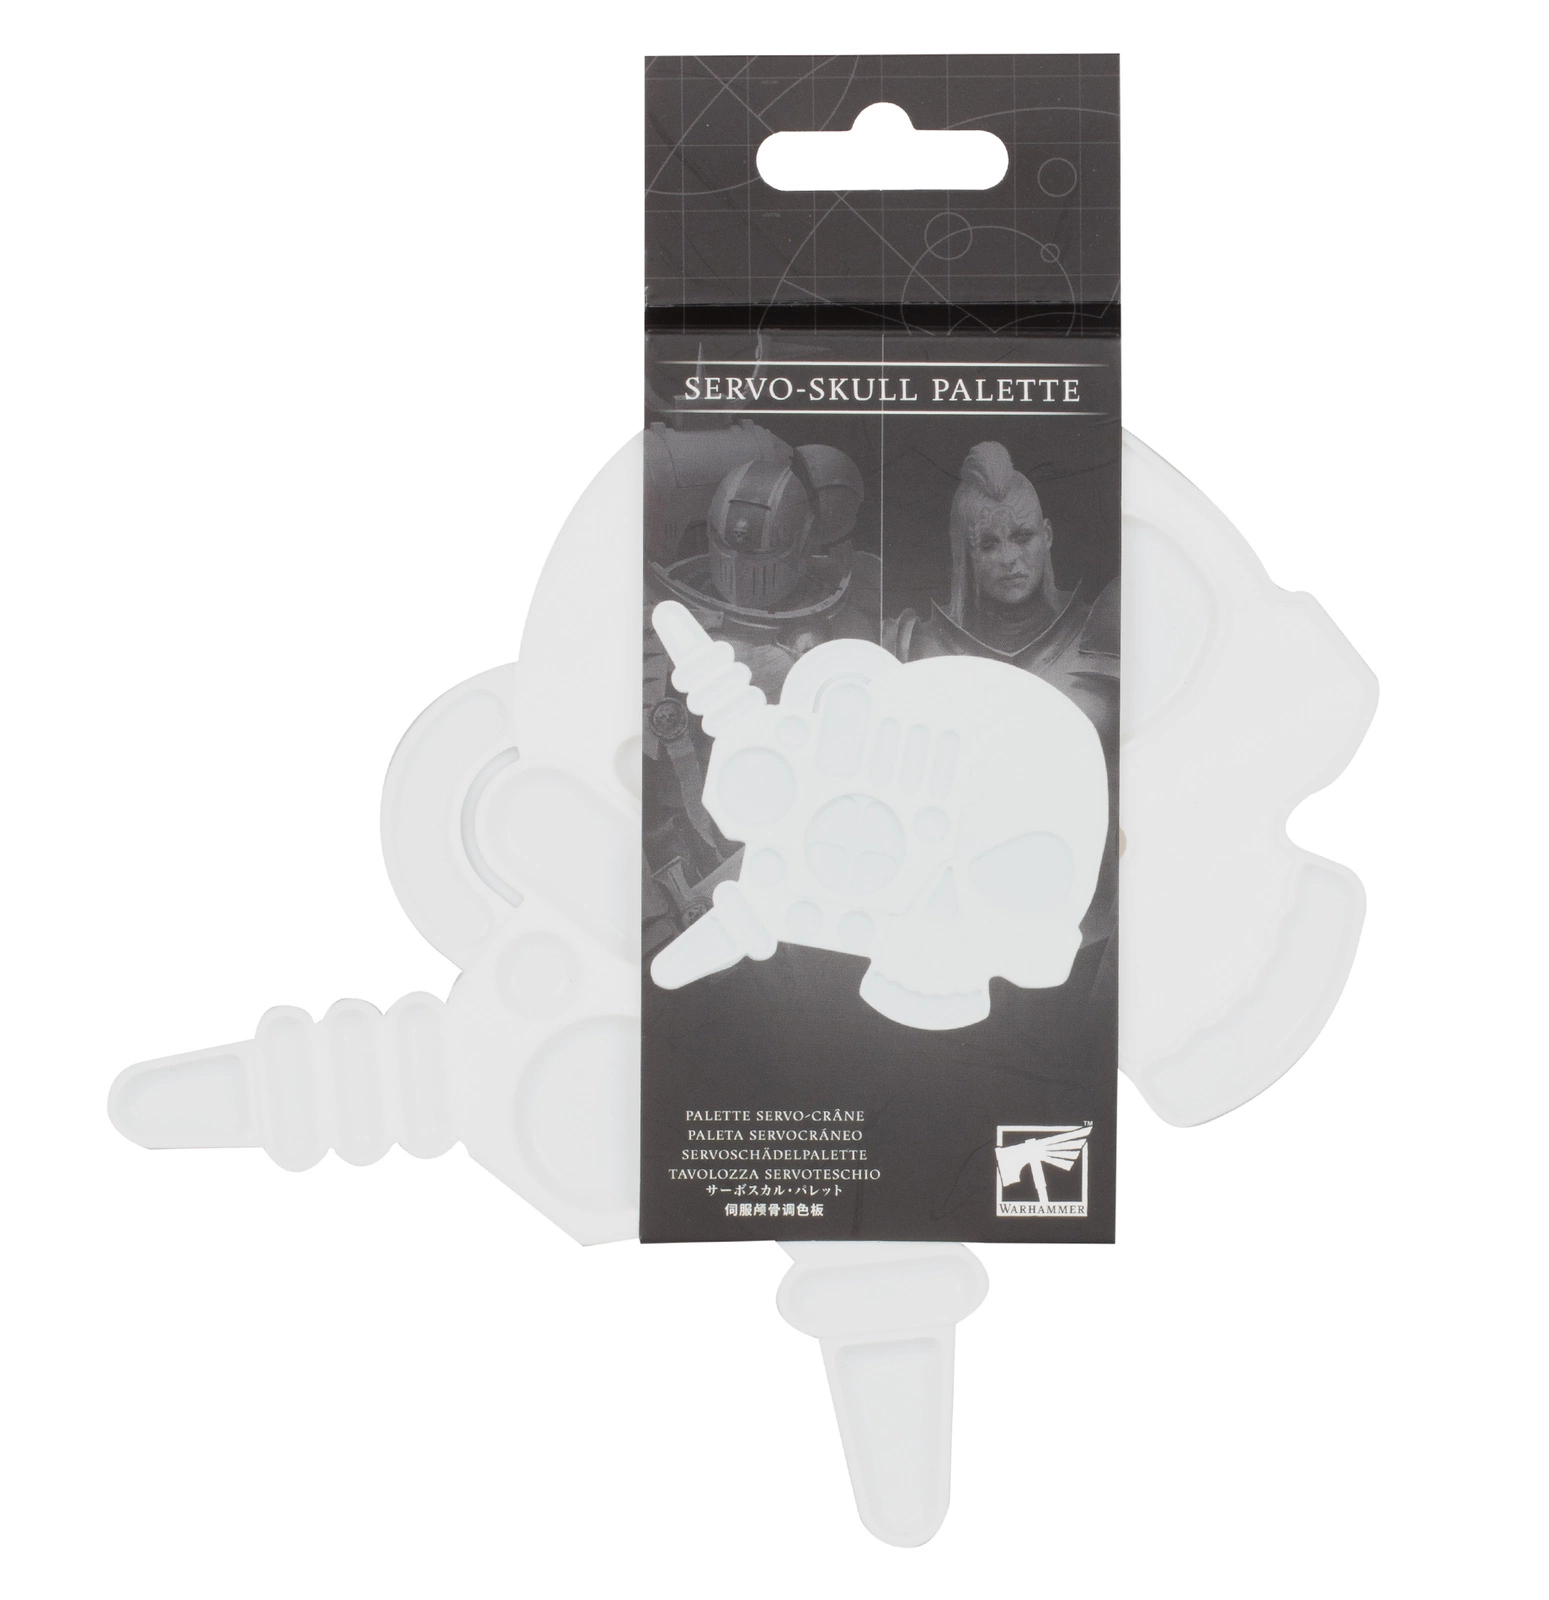 SERVO-SKULL PALETTE
PALETTE SERVO-CRÂNE
PALETA SERVOCRÁNEO
SERVOSCHÄDELPALETTE
TAVOLOZZA SERVOTESCHIO
サーボスカル・パレット
伺服颅骨调色板
TM
WARHAMMER